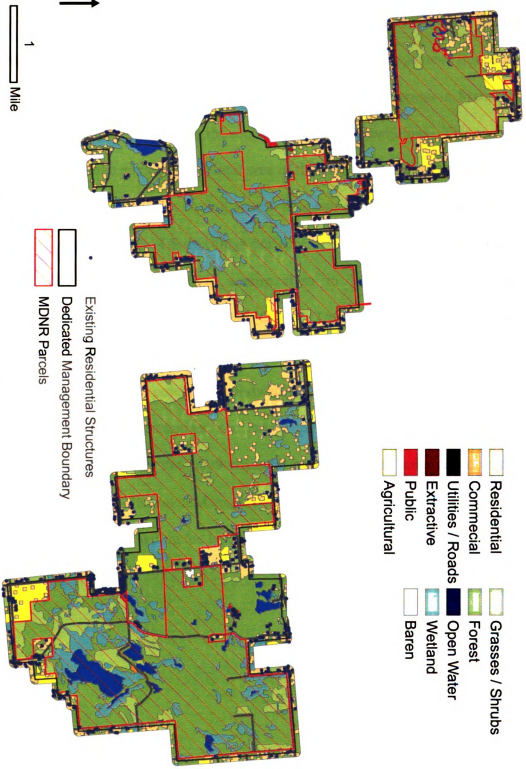 1
Mile
Existing Residential Structures
Dedicated Management Boundary
MDNR Parcels
Residential
Commecial
Utilities / Roads
Extractive
Public
Agricultural
Grasses / Shrubs
Forest
Open Water
Wetland
Baren